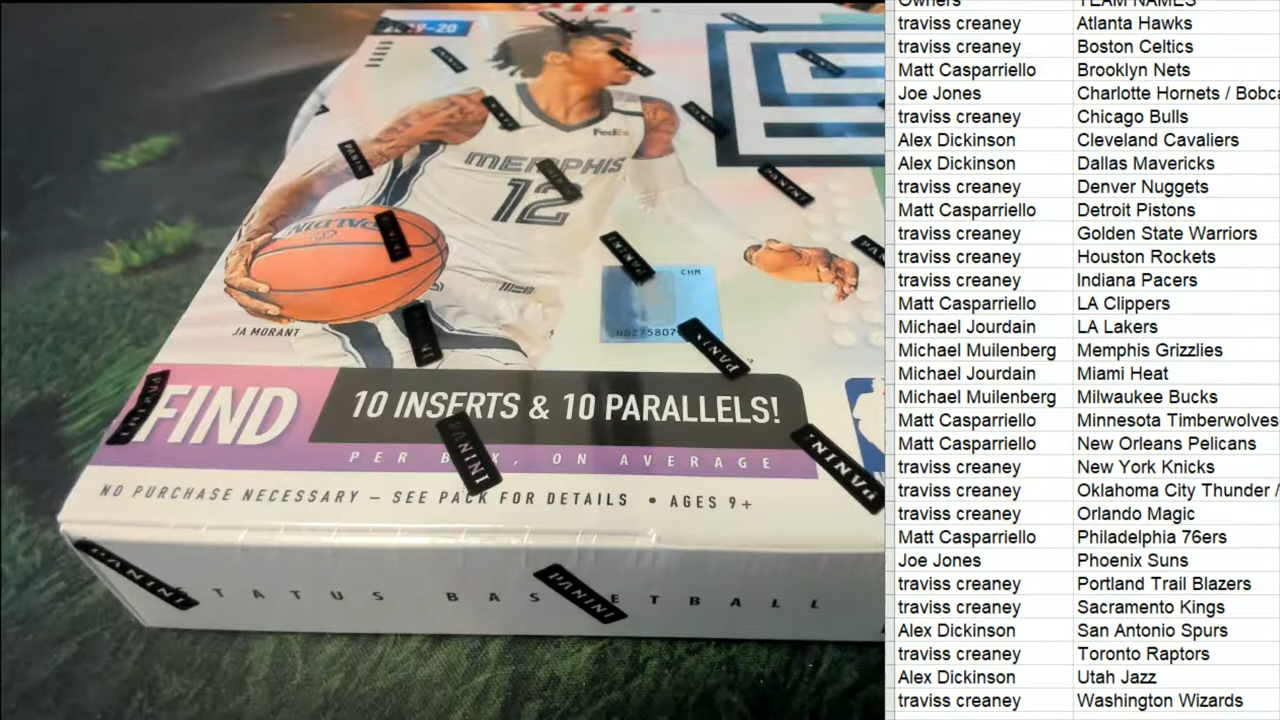 2019-20
FedEx
MEMPHIS
12
SPALDING
CHM
JA MORANT
FIND
10 INSERTS & 10 PARALLELS!
PER BOX, ON AVERAGE
NO PURCHASE NECESSARY – SEE PACK FOR DETAILS • AGES 9+
TATUS BASKETBALL
PANINI
PANINI
PANINI
PANINI
PANINI
PANINI
PANINI
Owners TEAM NAMES
traviss creaney Atlanta Hawks
traviss creaney Boston Celtics
Matt Casparriello Brooklyn Nets
Joe Jones Charlotte Hornets / Bobca
traviss creaney Chicago Bulls
Alex Dickinson Cleveland Cavaliers
Alex Dickinson Dallas Mavericks
traviss creaney Denver Nuggets
Matt Casparriello Detroit Pistons
traviss creaney Golden State Warriors
traviss creaney Houston Rockets
traviss creaney Indiana Pacers
Matt Casparriello LA Clippers
Michael Jourdain LA Lakers
Michael Muilenberg Memphis Grizzlies
Michael Jourdain Miami Heat
Michael Muilenberg Milwaukee Bucks
Matt Casparriello Minnesota Timberwolves
Matt Casparriello New Orleans Pelicans
traviss creaney New York Knicks
traviss creaney Oklahoma City Thunder /
traviss creaney Orlando Magic
Matt Casparriello Philadelphia 76ers
Joe Jones Phoenix Suns
traviss creaney Portland Trail Blazers
traviss creaney Sacramento Kings
Alex Dickinson San Antonio Spurs
traviss creaney Toronto Raptors
Alex Dickinson Utah Jazz
traviss creaney Washington Wizards